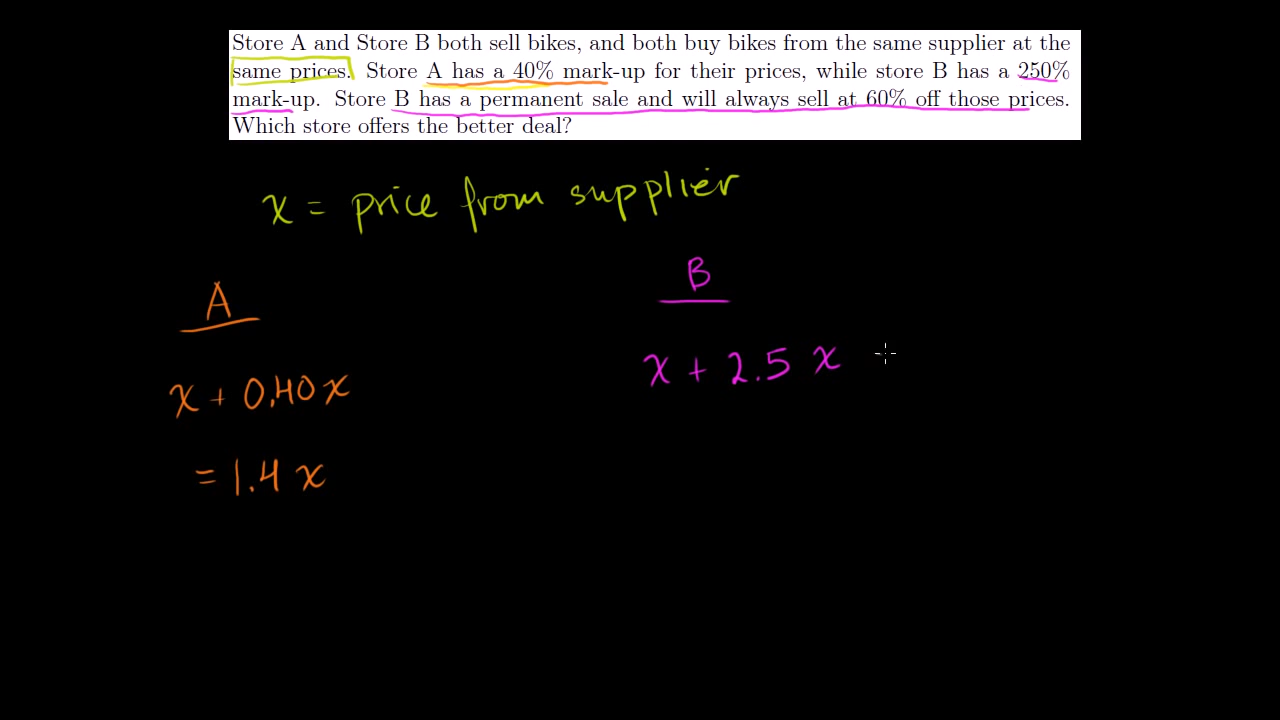 Store A and Store B both sell bikes, and both buy bikes from the same supplier at the
same prices. Store A has a 40% mark-up for their prices, while store B has a 250%
mark-up. Store B has a permanent sale and will always sell at 60% off those prices.
Which store offers the better deal?
x = price from supplier
A
x + 0.40x
= 1.4 x
B
x + 2.5 x